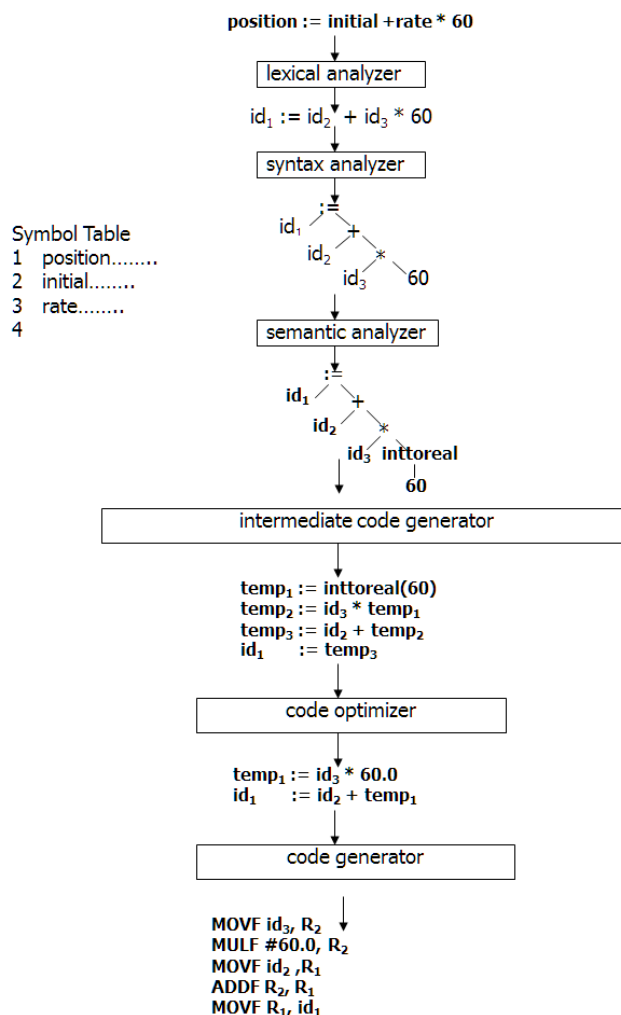 position := initial +rate * 60
lexical analyzer
id₁ := id₂ + id₃ * 60
syntax analyzer
:=
id₁
+
id₂
*
id₃ 60
Symbol Table
1 position........
2 initial........
3 rate........
4
semantic analyzer
:=
id₁
+
id₂
*
id₃ inttoreal
60
intermediate code generator
temp₁ := inttoreal(60)
temp₂ := id₃ * temp₁
temp₃ := id₂ + temp₂
id₁ := temp₃
code optimizer
temp₁ := id₃ * 60.0
id₁ := id₂ + temp₁
code generator
MOVF id₃, R₂
MULF #60.0, R₂
MOVF id₂ ,R₁
ADDF R₂, R₁
MOVF R₁, id₁